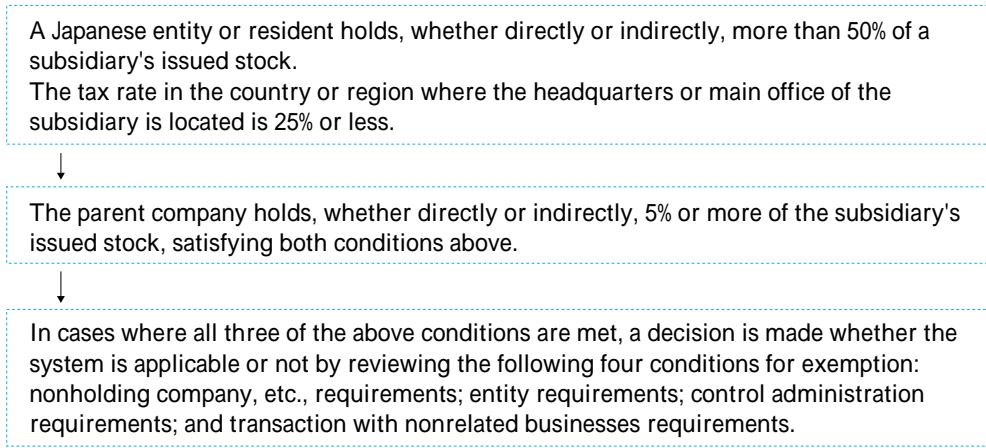 A Japanese entity or resident holds, whether directly or indirectly, more than 50% of a
subsidiary's issued stock.
The tax rate in the country or region where the headquarters or main office of the
subsidiary is located is 25% or less.
The parent company holds, whether directly or indirectly, 5% or more of the subsidiary's
issued stock, satisfying both conditions above.
In cases where all three of the above conditions are met, a decision is made whether the
system is applicable or not by reviewing the following four conditions for exemption:
nonholding company, etc., requirements; entity requirements; control administration
requirements; and transaction with nonrelated businesses requirements.